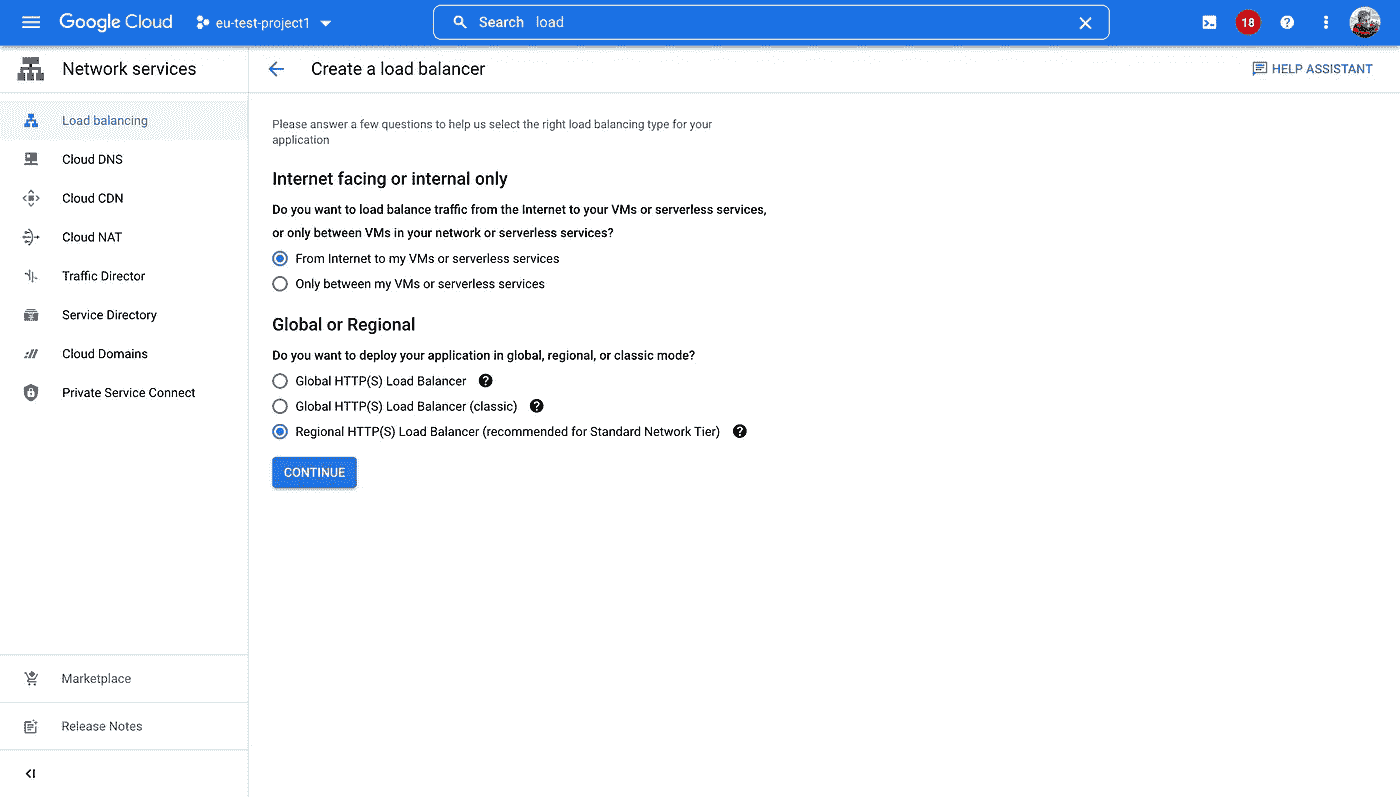 Google Cloud
eu-test-project1
Search load
18
Network services
Create a load balancer
HELP ASSISTANT
Load balancing
Cloud DNS
Cloud CDN
Cloud NAT
Traffic Director
Service Directory
Cloud Domains
Private Service Connect
Marketplace
Release Notes
Please answer a few questions to help us select the right load balancing type for your
application
Internet facing or internal only
Do you want to load balance traffic from the Internet to your VMs or serverless services,
or only between VMs in your network or serverless services?
From Internet to my VMs or serverless services
Only between my VMs or serverless services
Global or Regional
Do you want to deploy your application in global, regional, or classic mode?
Global HTTP(S) Load Balancer
Global HTTP(S) Load Balancer (classic)
Regional HTTP(S) Load Balancer (recommended for Standard Network Tier)
CONTINUE